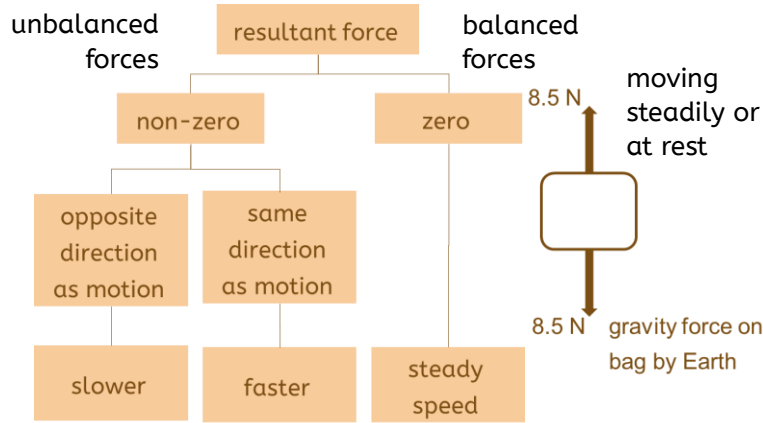 unbalanced
forces
resultant force
balanced
forces
non-zero
zero
8.5 N
moving
steadily or
at rest
opposite
direction
as motion
same
direction
as motion
8.5 N
gravity force on
bag by Earth
slower
faster
steady
speed